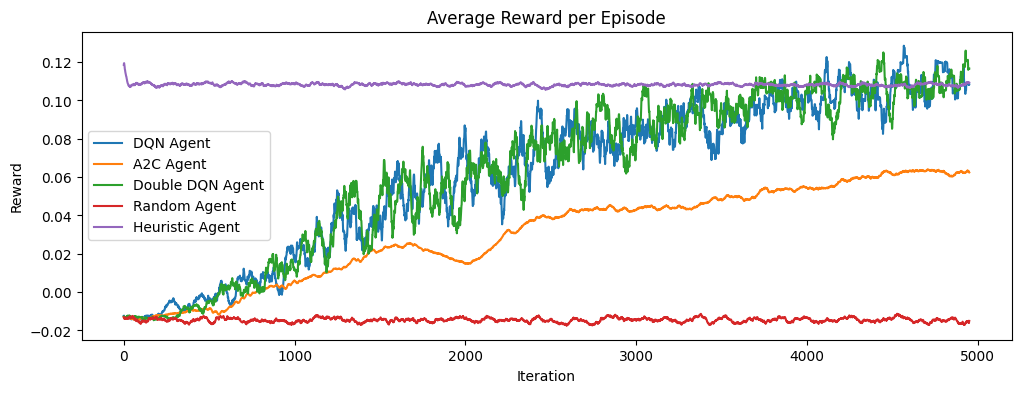 Average Reward per Episode
Reward
0.12
0.10
0.08
0.06
0.04
0.02
0.00
−0.02
DQN Agent
A2C Agent
Double DQN Agent
Random Agent
Heuristic Agent
0
1000
2000
3000
4000
5000
Iteration